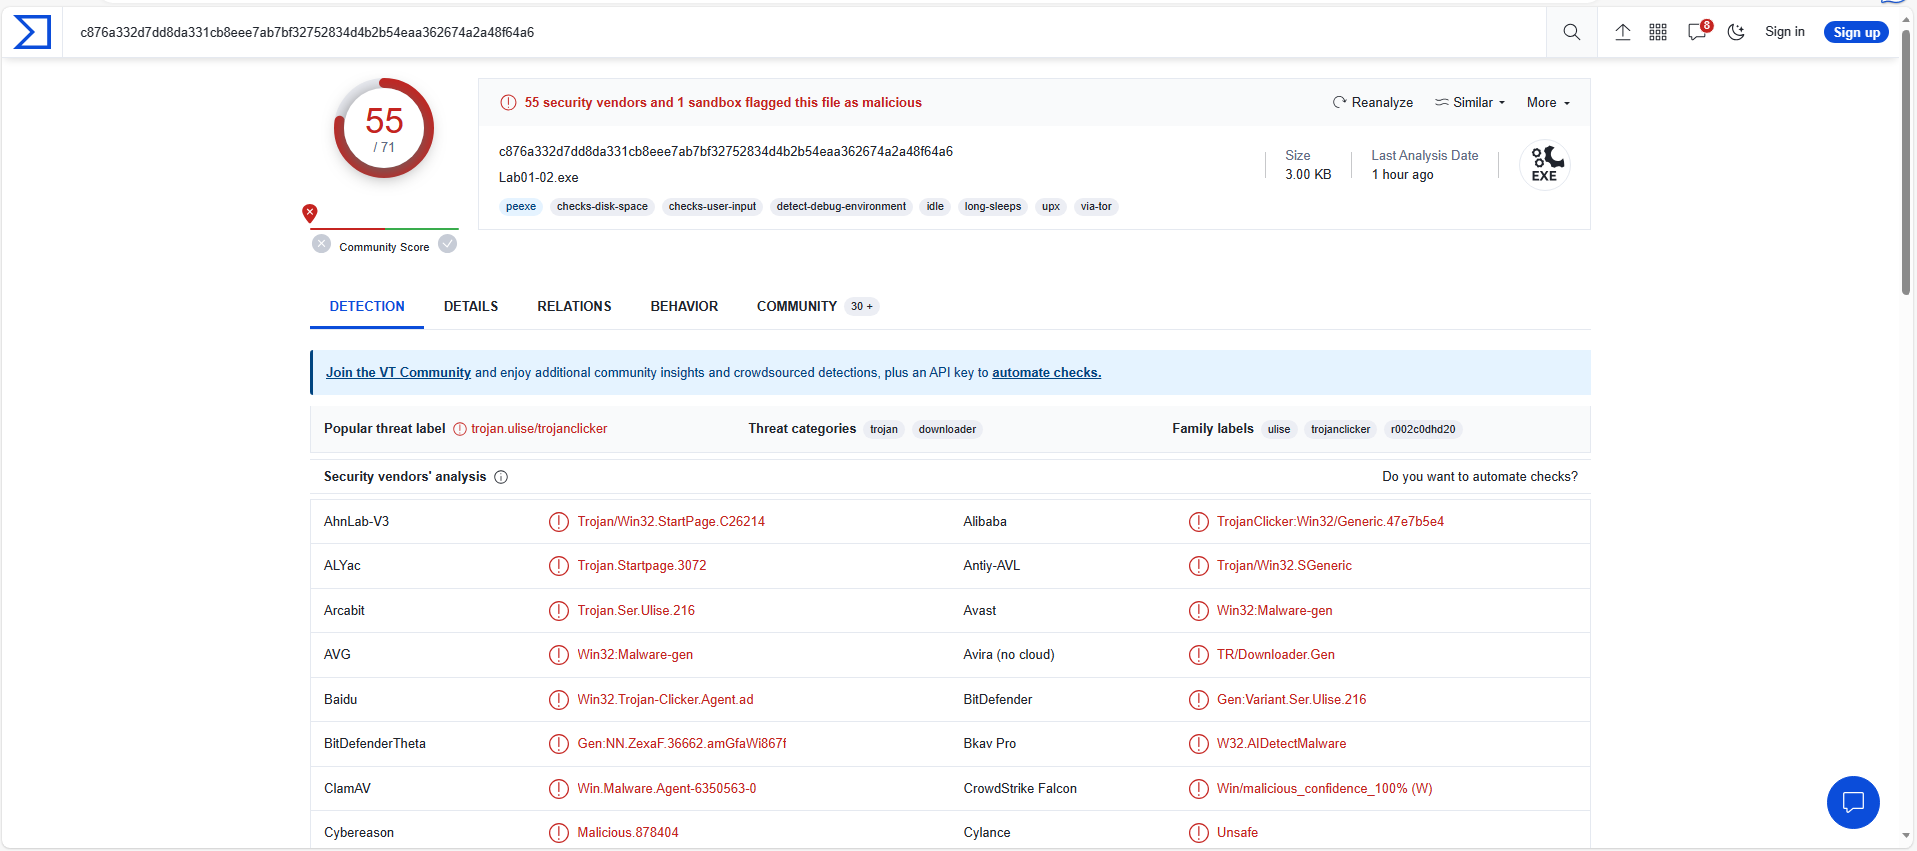 c876a332d7dd8da331cb8eee7ab7bf32752834d4b2b54eaa362674a2a48f64a6
8
Sign in
Sign up
55
/ 71
Community Score
55 security vendors and 1 sandbox flagged this file as malicious
Reanalyze
Similar
More
c876a332d7dd8da331cb8eee7ab7bf32752834d4b2b54eaa362674a2a48f64a6
Lab01-02.exe
Size
3.00 KB
Last Analysis Date
1 hour ago
EXE
peexe checks-disk-space checks-user-input detect-debug-environment idle long-sleeps upx via-tor
DETECTION DETAILS RELATIONS BEHAVIOR COMMUNITY 30 +
Join the VT Community and enjoy additional community insights and crowdsourced detections, plus an API key to automate checks.
Popular threat label trojan.ulise/trojanclicker Threat categories trojan downloader Family labels ulise trojanclicker r002c0dhd20
Security vendors' analysis Do you want to automate checks?
AhnLab-V3 Trojan/Win32.StartPage.C26214 Alibaba TrojanClicker:Win32/Generic.47e7b5e4
ALYac Trojan.Startpage.3072 Antiy-AVL Trojan/Win32.SGeneric
Arcabit Trojan.Ser.Ulise.216 Avast Win32:Malware-gen
AVG Win32:Malware-gen Avira (no cloud) TR/Downloader.Gen
Baidu Win32.Trojan-Clicker.Agent.ad BitDefender Gen:Variant.Ser.Ulise.216
BitDefenderTheta Gen:NN.ZexaF.36662.amGfaWi867f Bkav Pro W32.AIDetectMalware
ClamAV Win.Malware.Agent-6350563-0 CrowdStrike Falcon Win/malicious_confidence_100% (W)
Cybereason Malicious.878404 Cylance Unsafe